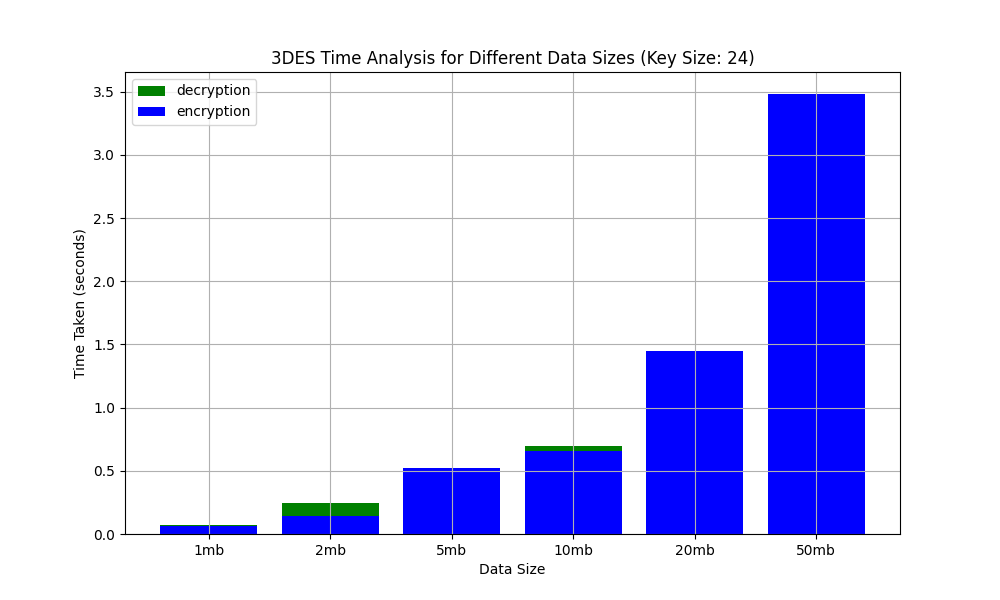 3DES Time Analysis for Different Data Sizes (Key Size: 24)
decryption
encryption
3.5
3.0
2.5
2.0
1.5
1.0
0.5
0.0
Time Taken (seconds)
1mb 2mb 5mb 10mb 20mb 50mb
Data Size